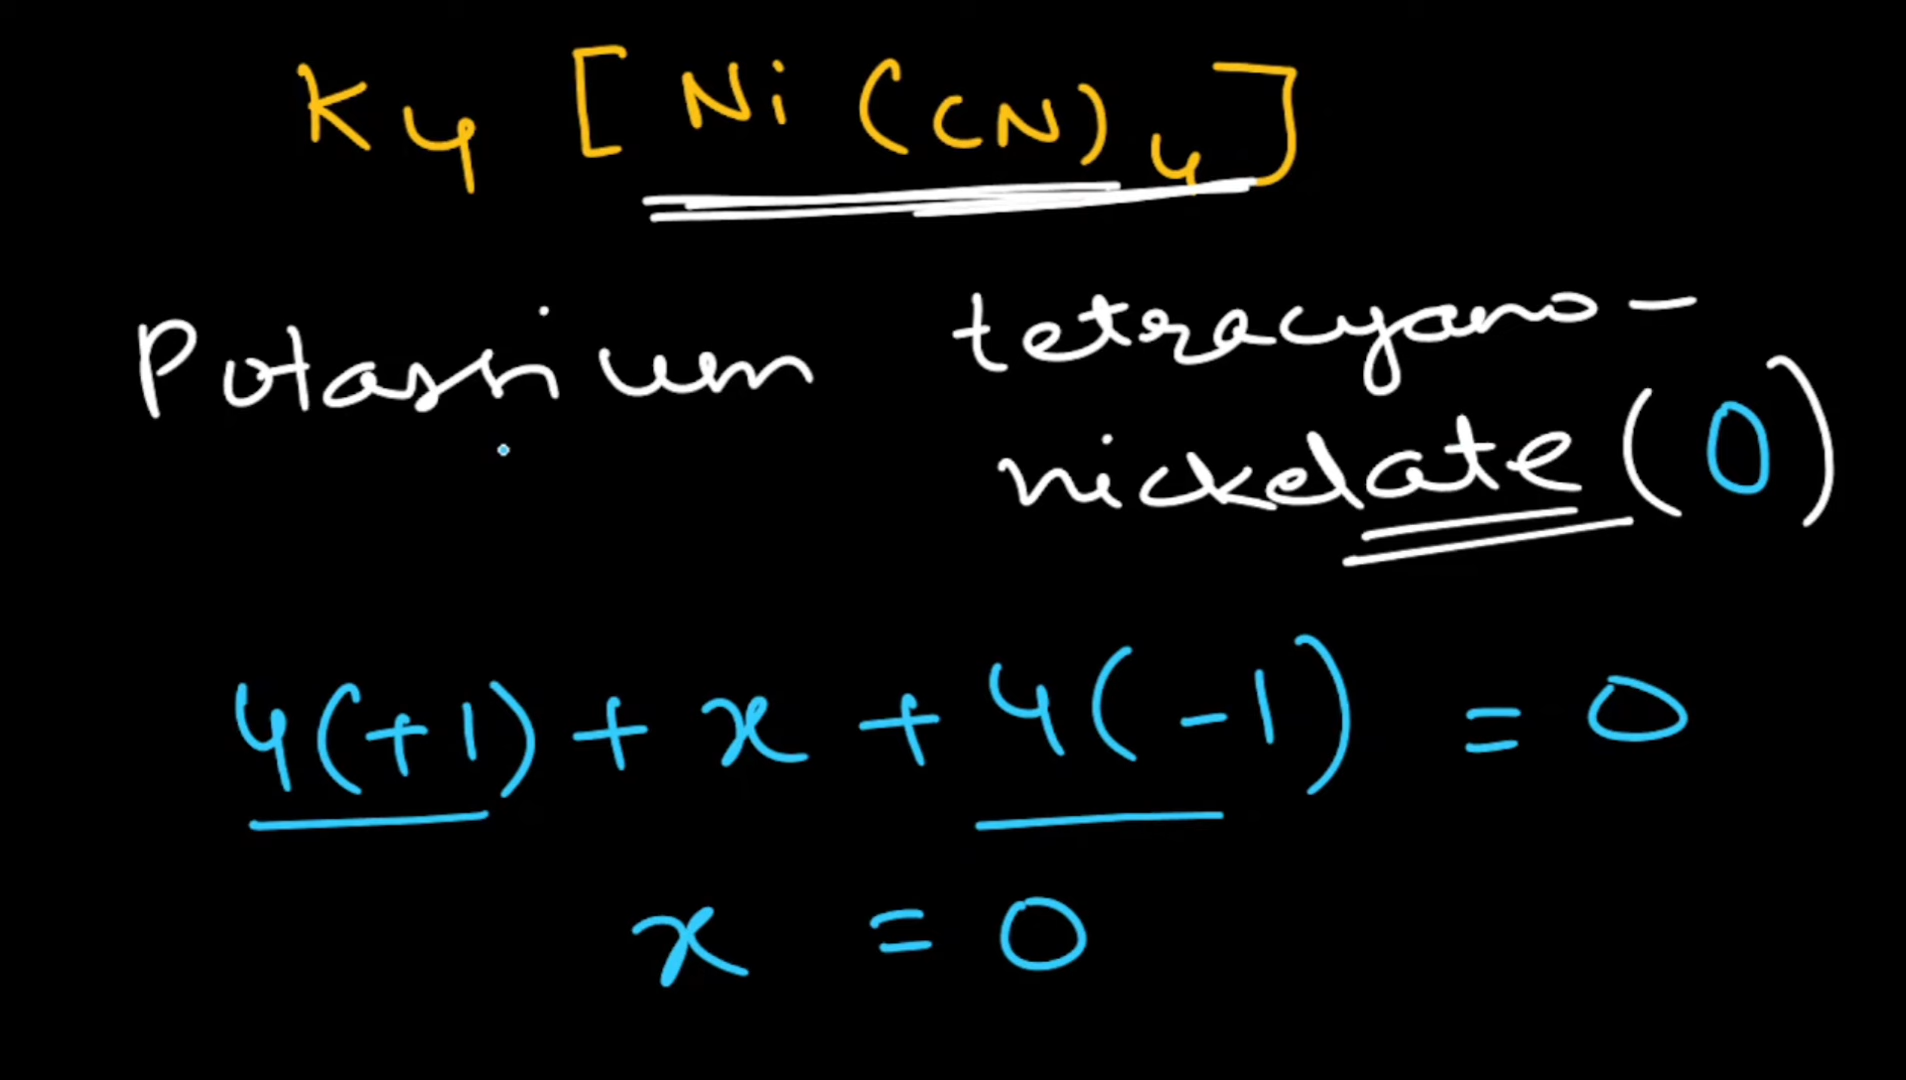 K4 [Ni(CN)4]
Potassium tetracyano-
nickelate(0)
4(+1) + x + 4(-1) = 0
x = 0